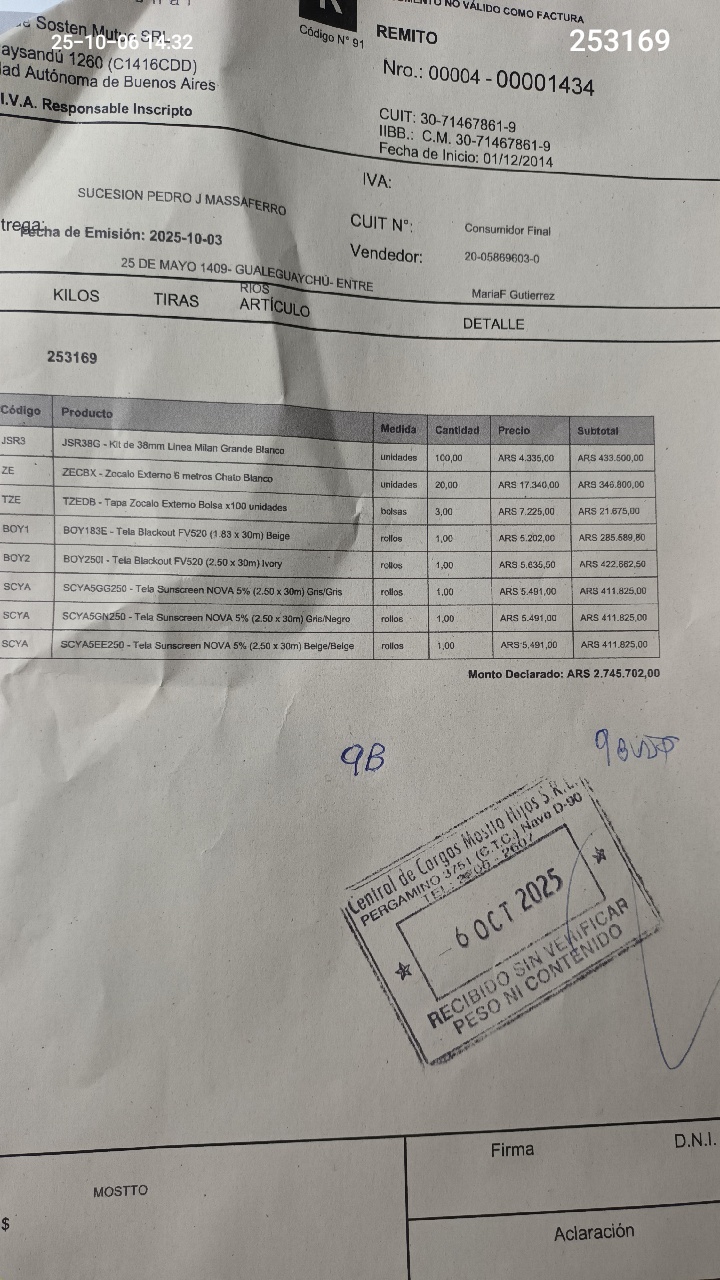 Sosten Mutuo SRL
25-10-06 14:32
aysandú 1260 (C1416CDD)
ad Autónoma de Buenos Aires
I.V.A. Responsable Inscripto
Código N° 91
NO VÁLIDO COMO FACTURA
REMITO
253169
Nro.: 00004 - 00001434
CUIT: 30-71467861-9
IIBB.: C.M. 30-71467861-9
Fecha de Inicio: 01/12/2014
IVA:
SUCESION PEDRO J MASSAFERRO
CUIT N°: Consumidor Final
trega:
Fecha de Emisión: 2025-10-03
Vendedor: 20-05869603-0
25 DE MAYO 1409- GUALEGUAYCHÚ- ENTRE
RIOS
MariaF Gutierrez
KILOS TIRAS ARTÍCULO DETALLE
253169
Código Producto Medida Cantidad Precio Subtotal
JSR3 JSR38G - Kit de 38mm Linea Milan Grande Blanco unidades 100,00 ARS 4.335,00 ARS 433.500,00
ZE ZECBX - Zocalo Externo 6 metros Chato Blanco unidades 20,00 ARS 17.340,00 ARS 346.800,00
TZE TZEDB - Tapa Zocalo Externo Bolsa x100 unidades bolsas 3,00 ARS 7.225,00 ARS 21.675,00
BOY1 BOY183E - Tela Blackout FV520 (1.83 x 30m) Beige rollos 1,00 ARS 5.202,00 ARS 285.589,80
BOY2 BOY250I - Tela Blackout FV520 (2.50 x 30m) Ivory rollos 1,00 ARS 5.635,50 ARS 422.662,50
SCYA SCYA5GG250 - Tela Sunscreen NOVA 5% (2.50 x 30m) Gris/Gris rollos 1,00 ARS 5.491,00 ARS 411.825,00
SCYA SCYA5GN250 - Tela Sunscreen NOVA 5% (2.50 x 30m) Gris/Negro rollos 1,00 ARS 5.491,00 ARS 411.825,00
SCYA SCYA5EE250 - Tela Sunscreen NOVA 5% (2.50 x 30m) Beige/Beige rollos 1,00 ARS 5.491,00 ARS 411.825,00
Monto Declarado: ARS 2.745.702,00
9B
Central de Cargas Mostto Hijos S.R.L.
PERGAMINO 3751 (C.T.C.) Nave D-90
6 OCT 2025
RECIBIDO SIN VERIFICAR
PESO NI CONTENIDO
Firma D.N.I.
MOSTTO
$
Aclaración